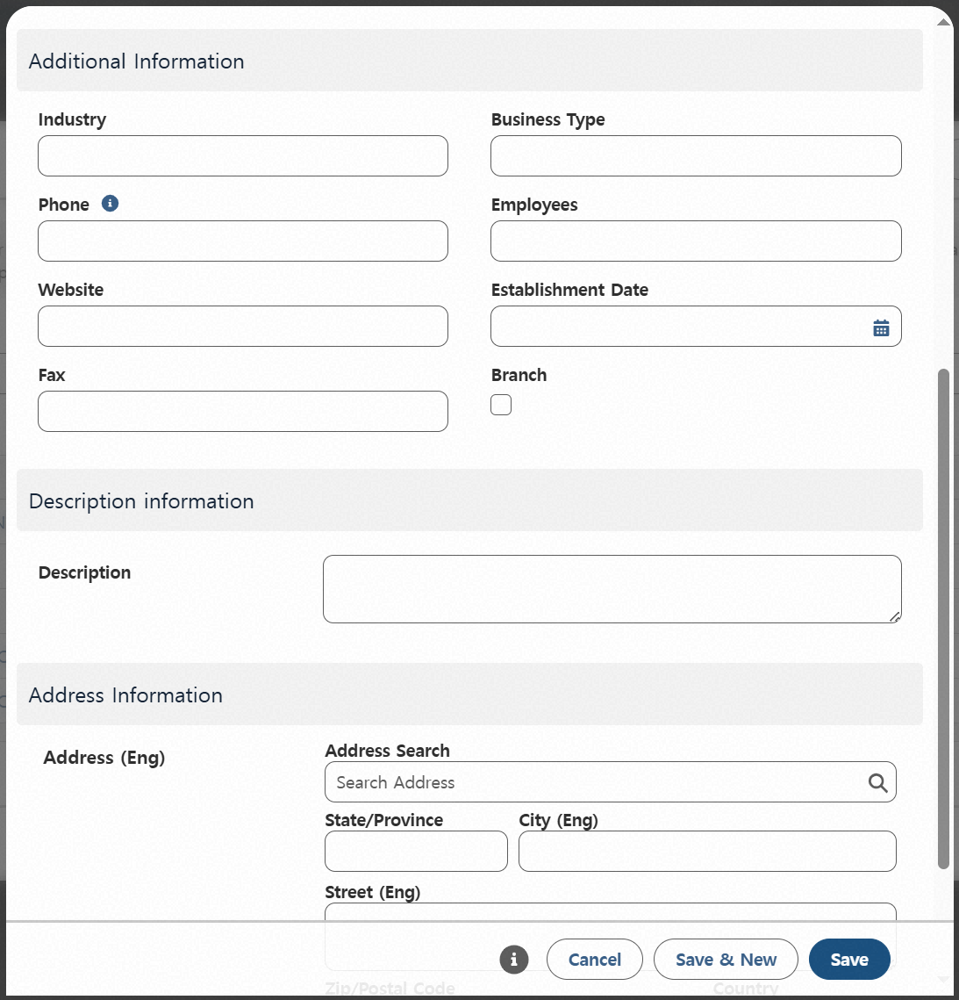 Additional Information
Industry
Business Type
Phone
Employees
Website
Establishment Date
Fax
Branch
Description information
Description
Address Information
Address (Eng)
Address Search
Search Address
State/Province
City (Eng)
Street (Eng)
Cancel
Save & New
Save
Zip/Postal Code
Country